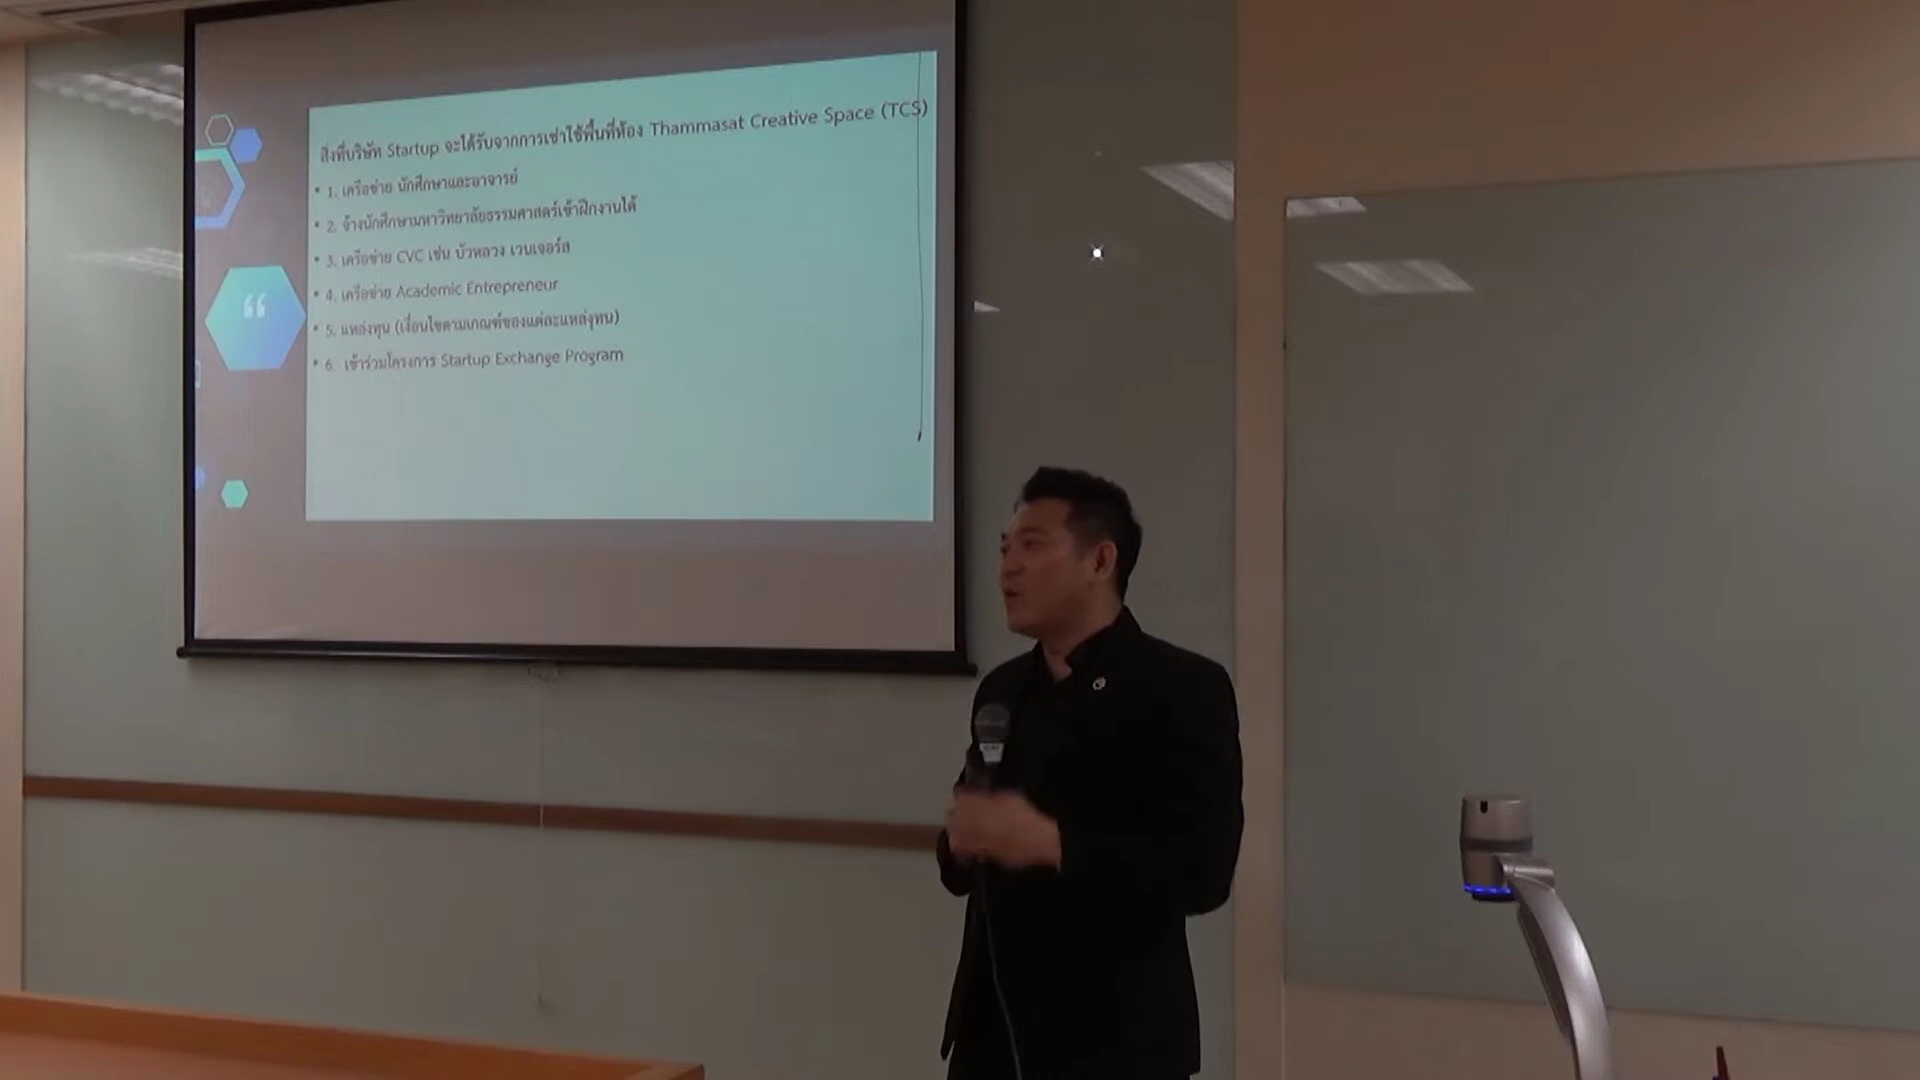 สิ่งที่บริษัท Startup จะได้รับจากการเช่าใช้พื้นที่ห้อง Thammasat Creative Space (TCS)
• 1. เครือข่าย นักศึกษาและอาจารย์
• 2. จ้างนักศึกษามหาวิทยาลัยธรรมศาสตร์เข้าฝึกงานได้
• 3. เครือข่าย CVC เช่น บัวหลวง เวนเจอร์ส
• 4. เครือข่าย Academic Entrepreneur
• 5. แหล่งทุน (เงื่อนไขตามเกณฑ์ของแต่ละแหล่งทุน)
• 6. เข้าร่วมโครงการ Startup Exchange Program